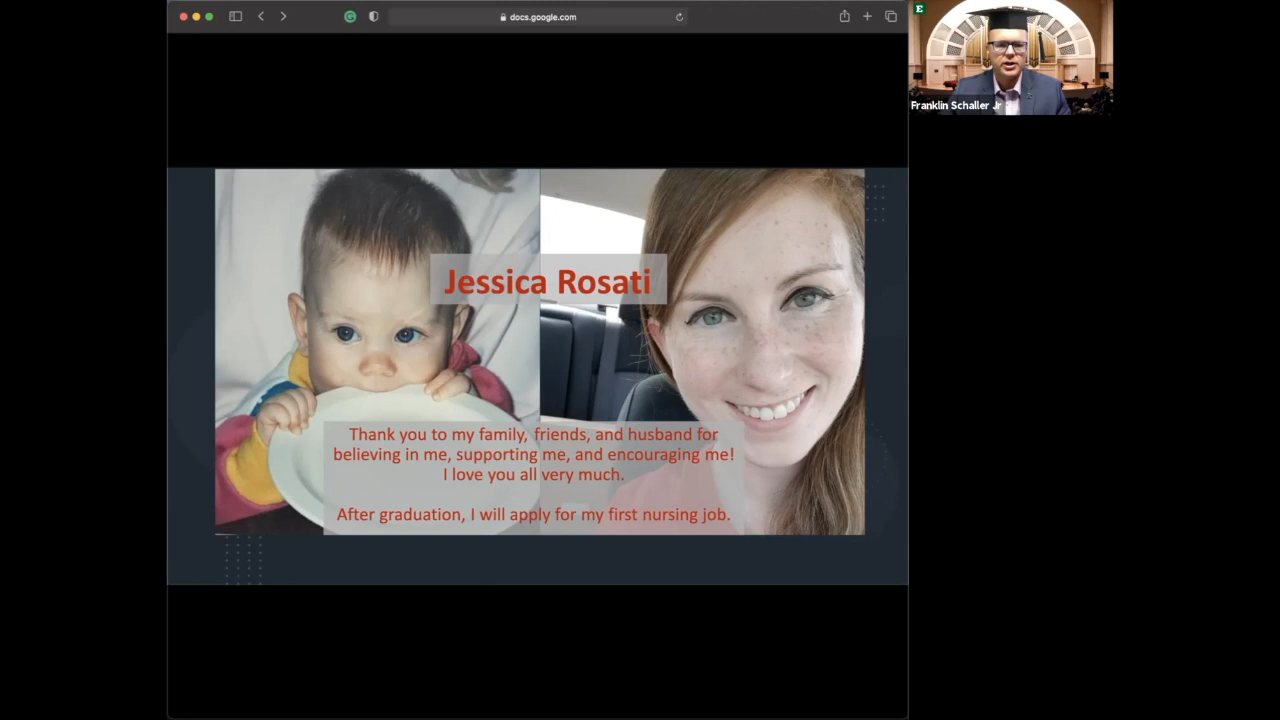 docs.google.com
E
Franklin Schaller Jr
Jessica Rosati
Thank you to my family, friends, and husband for
believing in me, supporting me, and encouraging me!
I love you all very much.
After graduation, I will apply for my first nursing job.